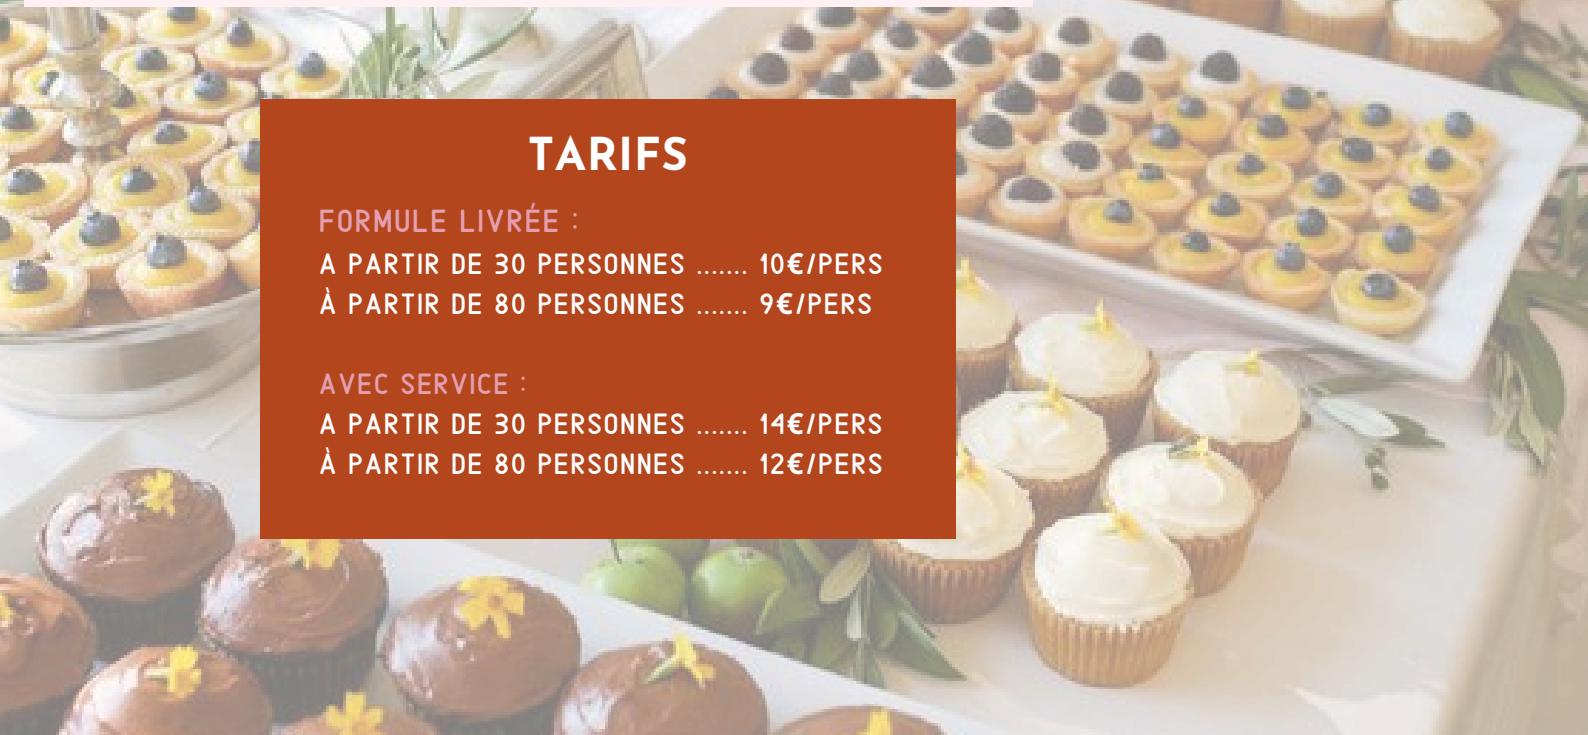 TARIFS
FORMULE LIVRÉE :
A PARTIR DE 30 PERSONNES ....... 10€/PERS
À PARTIR DE 80 PERSONNES ....... 9€/PERS
AVEC SERVICE :
A PARTIR DE 30 PERSONNES ....... 14€/PERS
À PARTIR DE 80 PERSONNES ....... 12€/PERS